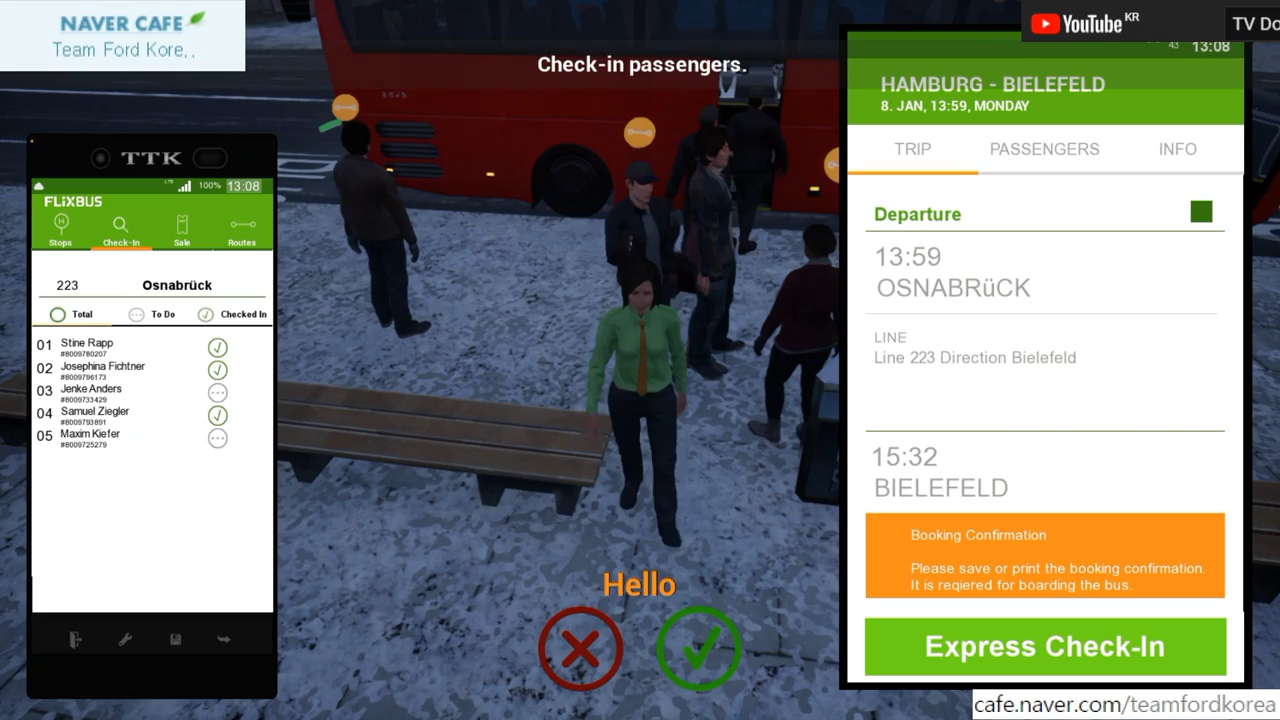 NAVER CAFE
Team Ford Kore,,
YouTube KR
TV Do
Check-in passengers.
TTK
LTE 100% 13:08
FLiXBUS
Stops Check-In Sale Routes
223 Osnabrück
Total To Do Checked In
01 Stine Rapp
#8009780207
02 Josephina Fichtner
#8009796173
03 Jenke Anders
#8009733429
04 Samuel Ziegler
#8009793891
05 Maxim Kiefer
#8009725279
Hello
43 13:08
HAMBURG - BIELEFELD
8. JAN, 13:59, MONDAY
TRIP PASSENGERS INFO
Departure
13:59
OSNABRüCK
LINE
Line 223 Direction Bielefeld
15:32
BIELEFELD
Booking Confirmation
Please save or print the booking confirmation.
It is reqiered for boarding the bus.
Express Check-In
cafe.naver.com/teamfordkorea